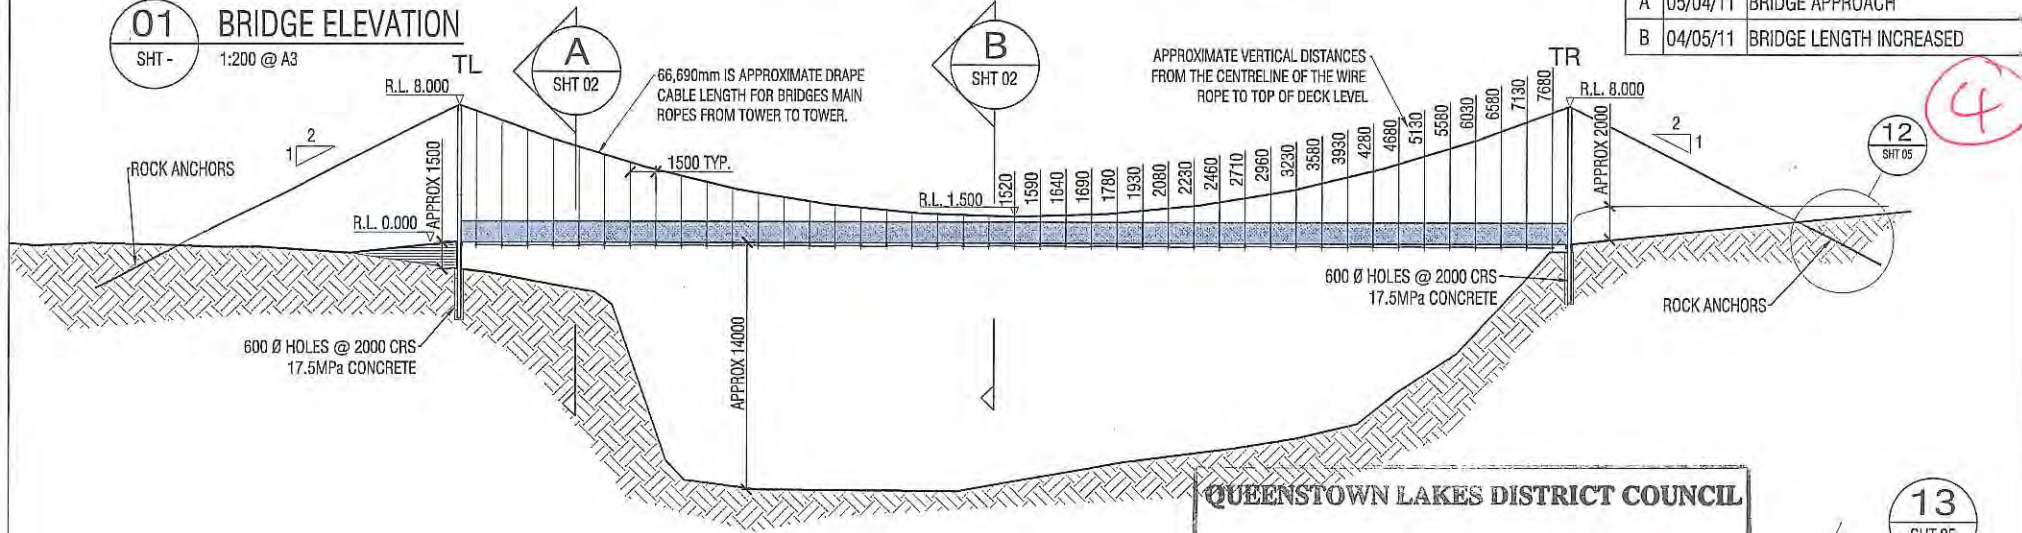 01 BRIDGE ELEVATION
SHT -
1:200 @ A3
A 05/04/11 BRIDGE APPROACH
B 04/05/11 BRIDGE LENGTH INCREASED
4
TL
R.L. 8.000
A
SHT 02
66,690mm IS APPROXIMATE DRAPE
CABLE LENGTH FOR BRIDGES MAIN
ROPES FROM TOWER TO TOWER.
B
SHT 02
APPROXIMATE VERTICAL DISTANCES
FROM THE CENTRELINE OF THE WIRE
ROPE TO TOP OF DECK LEVEL
TR
R.L. 8.000
2
1
ROCK ANCHORS
APPROX 1500
R.L. 0.000
1500 TYP.
R.L. 1.500
1520
1590
1640
1690
1780
1930
2080
2230
2460
2710
2960
3230
3580
3930
4280
4680
5130
5580
6030
6580
7130
7680
APPROX 2000
2
1
12
SHT 05
600 Ø HOLES @ 2000 CRS
17.5MPa CONCRETE
APPROX 14000
600 Ø HOLES @ 2000 CRS
17.5MPa CONCRETE
ROCK ANCHORS
QUEENSTOWN LAKES DISTRICT COUNCIL
13